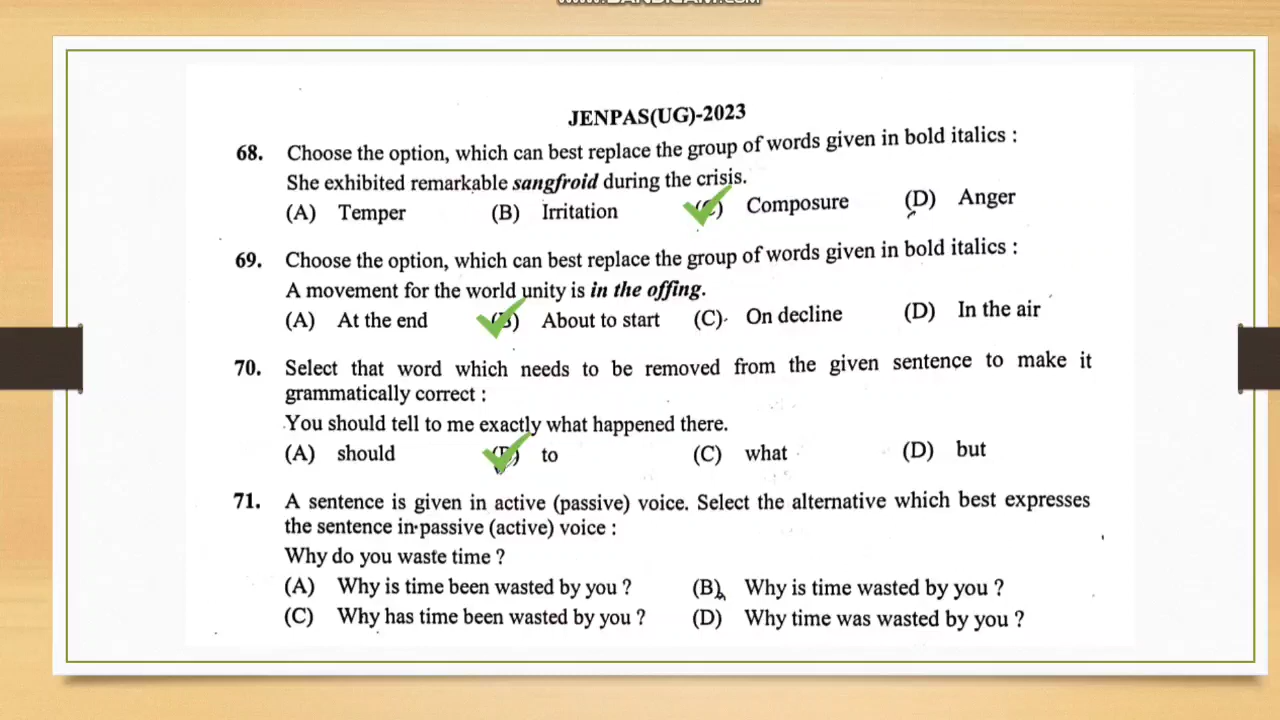 JENPAS(UG)-2023
68. Choose the option, which can best replace the group of words given in bold italics :
She exhibited remarkable sangfroid during the crisis.
(A) Temper (B) Irritation (C) Composure (D) Anger
69. Choose the option, which can best replace the group of words given in bold italics :
A movement for the world unity is in the offing.
(A) At the end (B) About to start (C) On decline (D) In the air
70. Select that word which needs to be removed from the given sentence to make it
grammatically correct :
You should tell to me exactly what happened there.
(A) should (B) to (C) what (D) but
71. A sentence is given in active (passive) voice. Select the alternative which best expresses
the sentence in passive (active) voice :
Why do you waste time ?
(A) Why is time been wasted by you ? (B) Why is time wasted by you ?
(C) Why has time been wasted by you ? (D) Why time was wasted by you ?